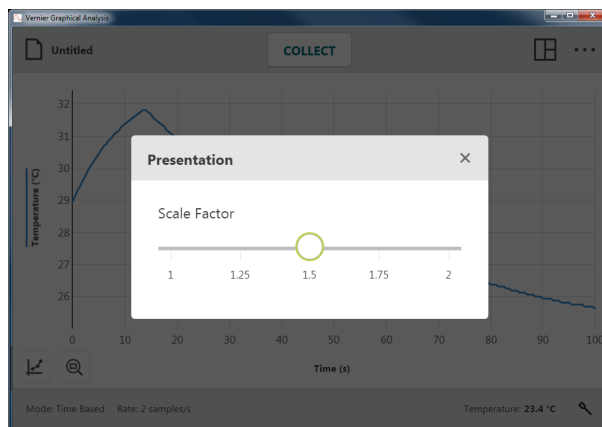 Vernier Graphical Analysis
Untitled
COLLECT
32
31
30
29
28
27
26
Temperature (°C)
Presentation
Scale Factor
1 1.25 1.5 1.75 2
0 10 20 30 40 50 60 70 80 90 100
Time (s)
Mode: Time Based Rate: 2 samples/s Temperature: 23.4 °C